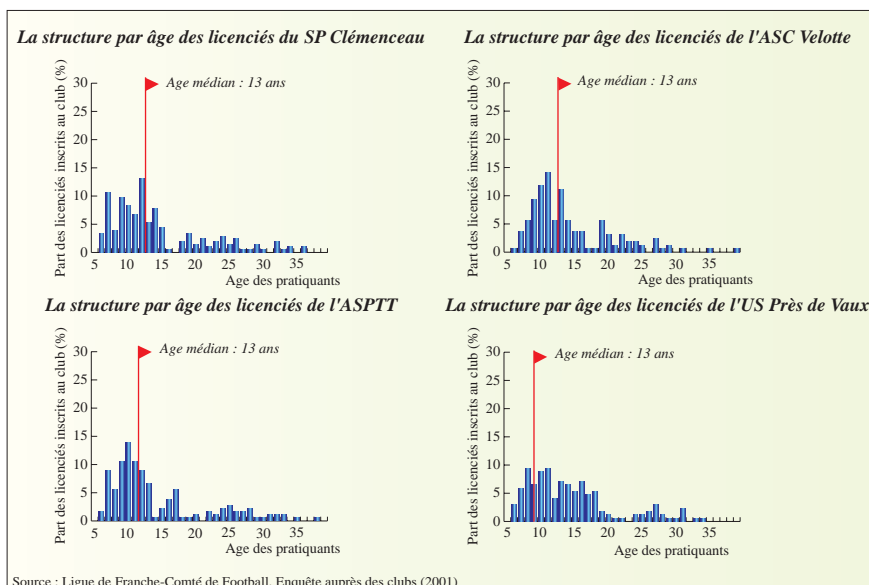 La structure par âge des licenciés du SP Clémenceau
Part des licenciés inscrits au club (%)
30
25
20
15
10
5
0
Age médian : 13 ans
5 10 15 20 25 30 35
Age des pratiquants
La structure par âge des licenciés de l'ASC Velotte
Part des licenciés inscrits au club (%)
30
25
20
15
10
5
0
Age médian : 13 ans
5 10 15 20 25 30 35
Age des pratiquants
La structure par âge des licenciés de l'ASPTT
Part des licenciés inscrits au club (%)
30
25
20
15
10
5
0
Age médian : 13 ans
5 10 15 20 25 30 35
Age des pratiquants
La structure par âge des licenciés de l'US Près de Vaux
Part des licenciés inscrits au club (%)
30
25
20
15
10
5
0
Age médian : 13 ans
5 10 15 20 25 30 35
Age des pratiquants
Source : Ligue de Franche-Comté de Football, Enquête auprès des clubs (2001)